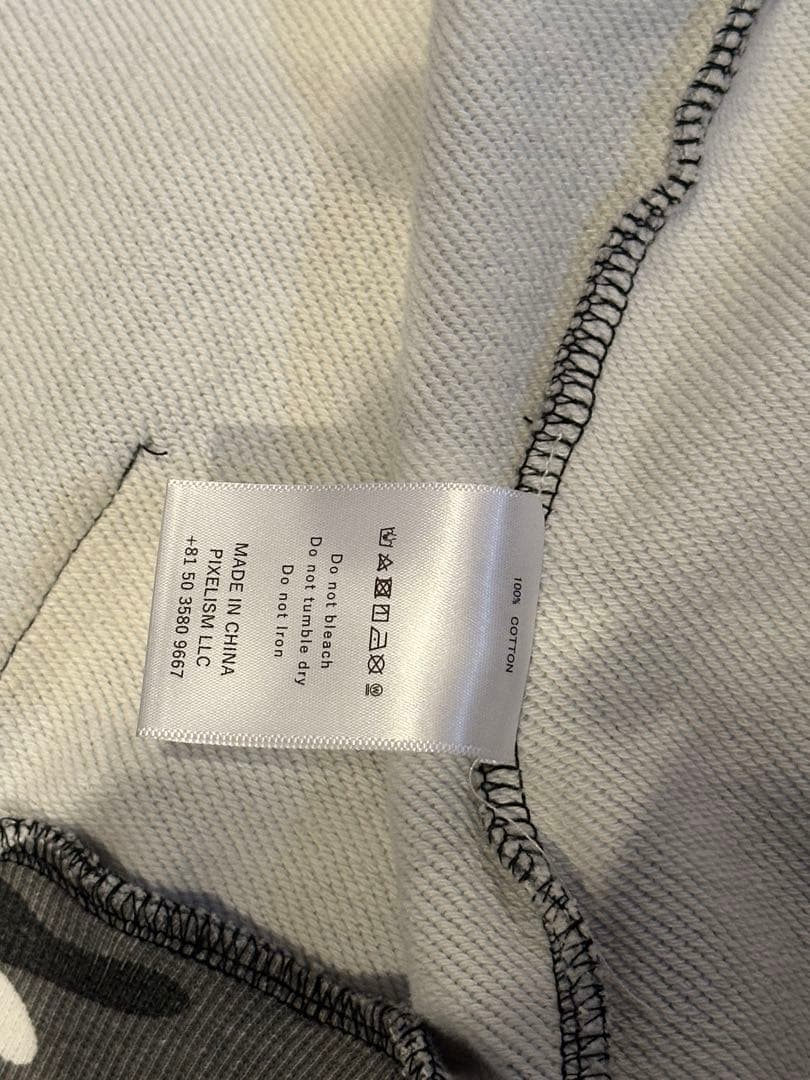 100% COTTON
Do not bleach
Do not tumble dry
Do not Iron
MADE IN CHINA
PIXELISM LLC
+81 50 3580 9667